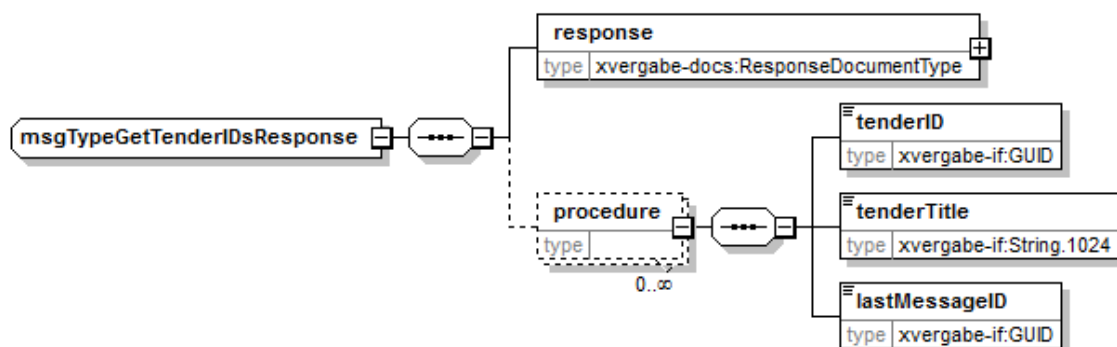 response
type xvergabe-docs:ResponseDocumentType
msgTypeGetTenderIDsResponse
tenderID
type xvergabe-if:GUID
procedure
type
0..∞
tenderTitle
type xvergabe-if:String.1024
lastMessageID
type xvergabe-if:GUID